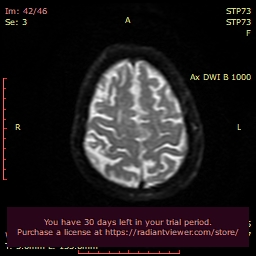 Im: 42/46
Se: 3
A
STP73
STP73
F
Ax DWI B 1000
R
L
You have 30 days left in your trial period.
Purchase a license at https://radiantviewer.com/store/